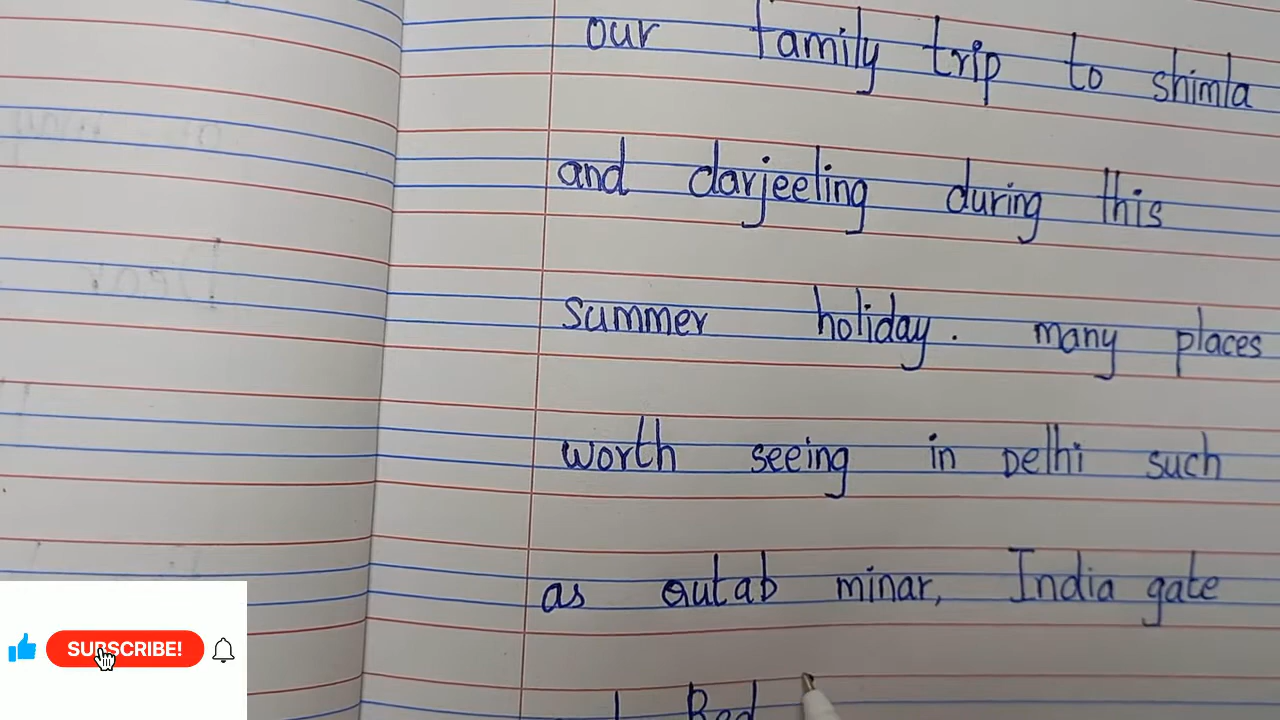 our family trip to shimla
and darjeeling during this
summer holiday. many places
worth seeing in Delhi such
as Qutab minar, India gate
Red
SUBSCRIBE!